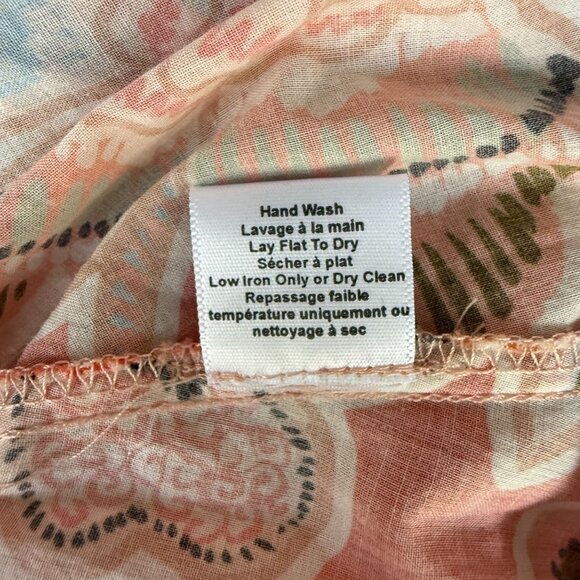 Hand Wash
Lavage à la main
Lay Flat To Dry
Sécher à plat
Low Iron Only or Dry Clean
Repassage faible
température uniquement ou
nettoyage à sec